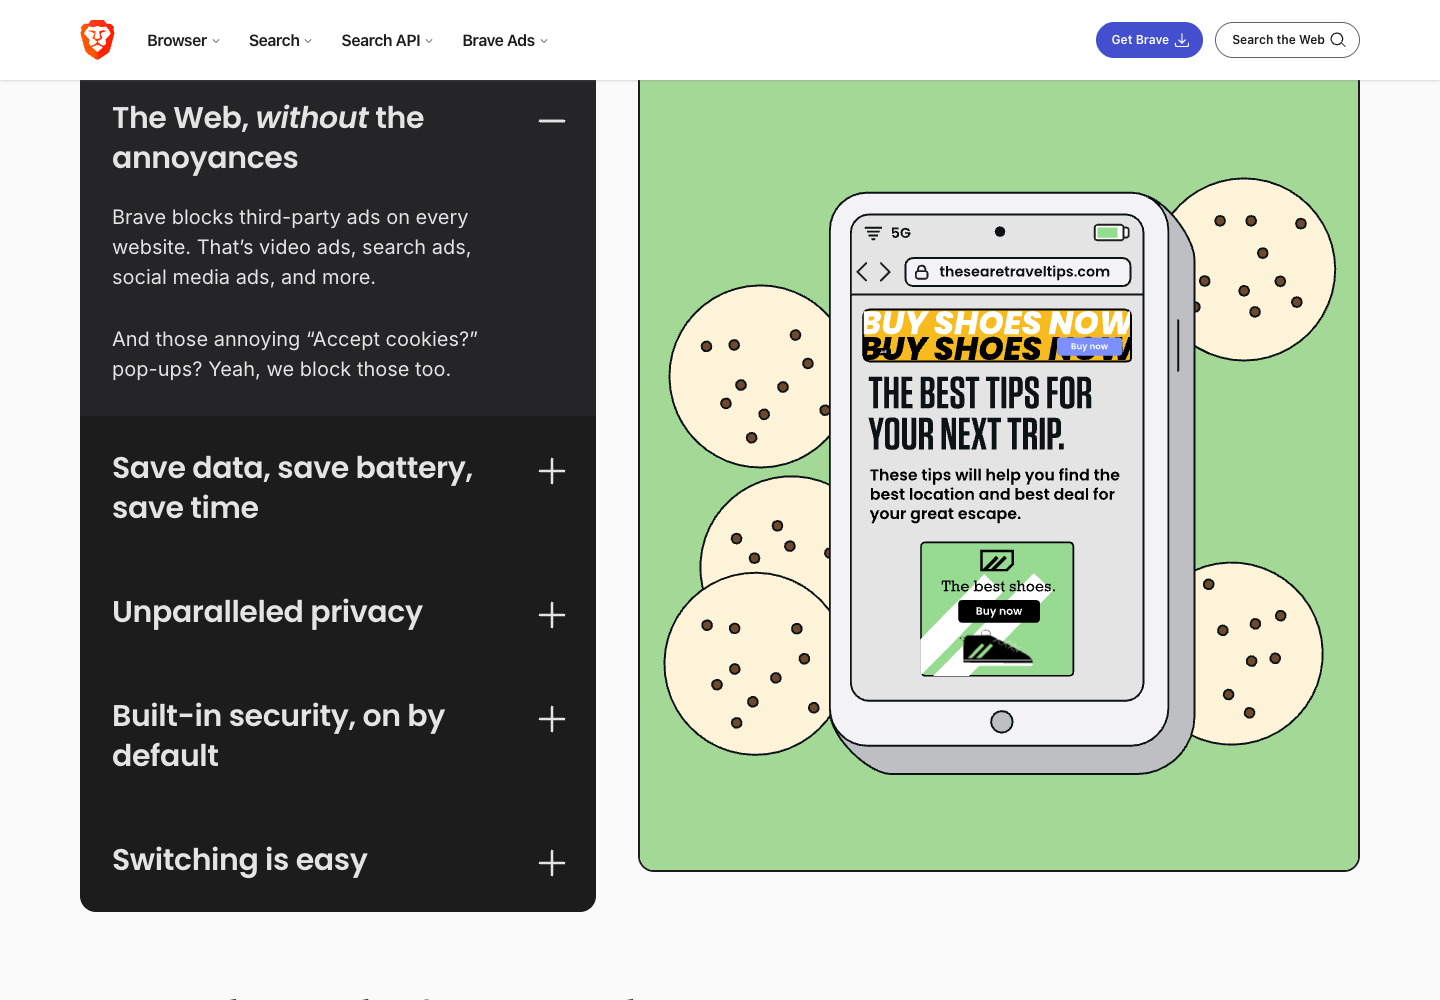 Browser
Search
Search API
Brave Ads
Get Brave
Search the Web
The Web, without the
annoyances
Brave blocks third-party ads on every
website. That’s video ads, search ads,
social media ads, and more.
And those annoying “Accept cookies?”
pop-ups? Yeah, we block those too.
Save data, save battery,
save time
Unparalleled privacy
Built-in security, on by
default
Switching is easy
5G
thesearetraveltips.com
BUY SHOES NOW
BUY SHOES NOW
Buy now
THE BEST TIPS FOR
YOUR NEXT TRIP.
These tips will help you find the
best location and best deal for
your great escape.
The best shoes.
Buy now